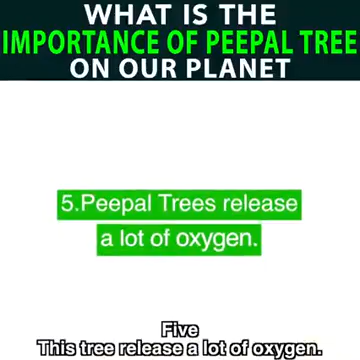 WHAT IS THE
IMPORTANCE OF PEEPAL TREE
ON OUR PLANET
5.Peepal Trees release
a lot of oxygen.
Five
This tree release a lot of oxygen.